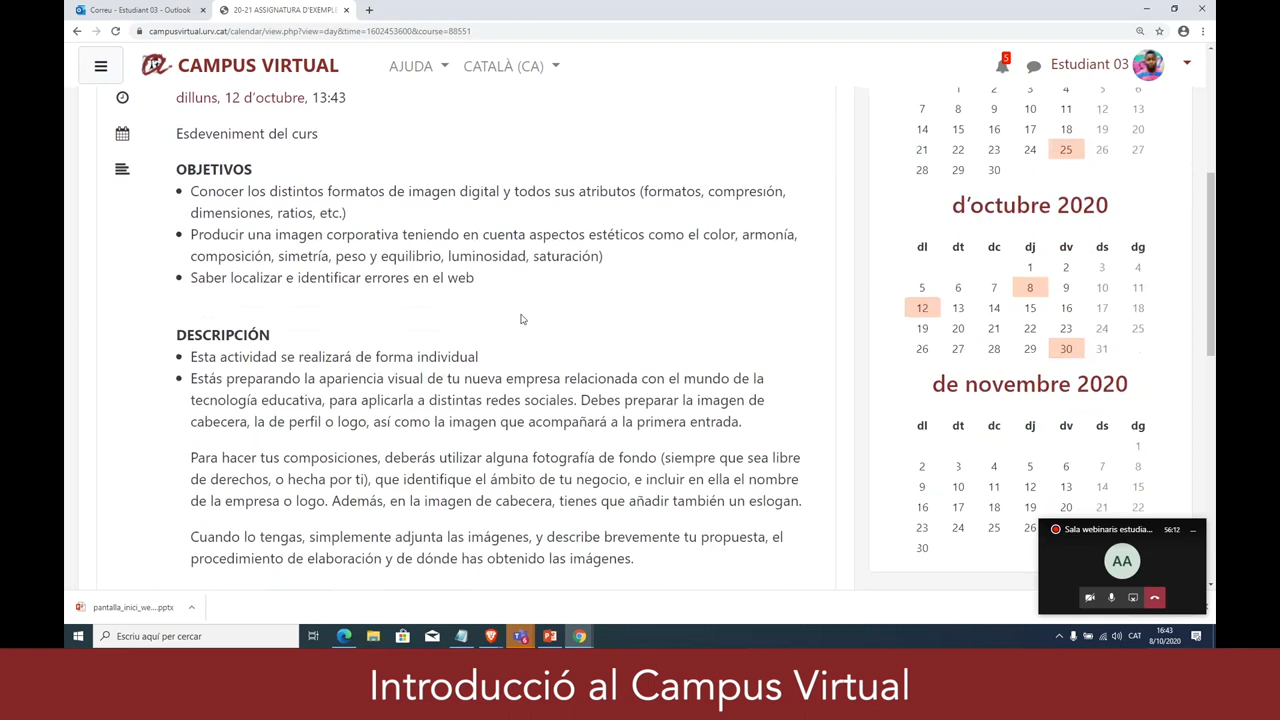 Correu - Estudiant 03 - Outlook
20-21 ASSIGNATURA D'EXEMPLE
campusvirtual.urv.cat/calendar/view.php?view=day&time=1602453600&course=88551
CAMPUS VIRTUAL
AJUDA
CATALÀ (CA)
5
Estudiant 03
dilluns, 12 d'octubre, 13:43
Esdeveniment del curs
OBJETIVOS
• Conocer los distintos formatos de imagen digital y todos sus atributos (formatos, compresión,
dimensiones, ratios, etc.)
• Producir una imagen corporativa teniendo en cuenta aspectos estéticos como el color, armonía,
composición, simetría, peso y equilibrio, luminosidad, saturación)
• Saber localizar e identificar errores en el web
DESCRIPCIÓN
• Esta actividad se realizará de forma individual
• Estás preparando la apariencia visual de tu nueva empresa relacionada con el mundo de la
tecnología educativa, para aplicarla a distintas redes sociales. Debes preparar la imagen de
cabecera, la de perfil o logo, así como la imagen que acompañará a la primera entrada.
Para hacer tus composiciones, deberás utilizar alguna fotografía de fondo (siempre que sea libre
de derechos, o hecha por ti), que identifique el ámbito de tu negocio, e incluir en ella el nombre
de la empresa o logo. Además, en la imagen de cabecera, tienes que añadir también un eslogan.
Cuando lo tengas, simplemente adjunta las imágenes, y describe brevemente tu propuesta, el
procedimiento de elaboración y de dónde has obtenido las imágenes.
1 2 3 4 5 6
7 8 9 10 11 12 13
14 15 16 17 18 19 20
21 22 23 24 25 26 27
28 29 30
d'octubre 2020
dl dt dc dj dv ds dg
1 2 3 4
5 6 7 8 9 10 11
12 13 14 15 16 17 18
19 20 21 22 23 24 25
26 27 28 29 30 31
de novembre 2020
dl dt dc dj dv ds dg
1
2 3 4 5 6 7 8
9 10 11 12 13 14 15
16 17 18 19 20 21 22
23 24 25 26
30
Sala webinaris estudia...
56:12
AA
pantalla_inici_we....pptx
Escriu aquí per cercar
CAT
16:43
8/10/2020
Introducció al Campus Virtual